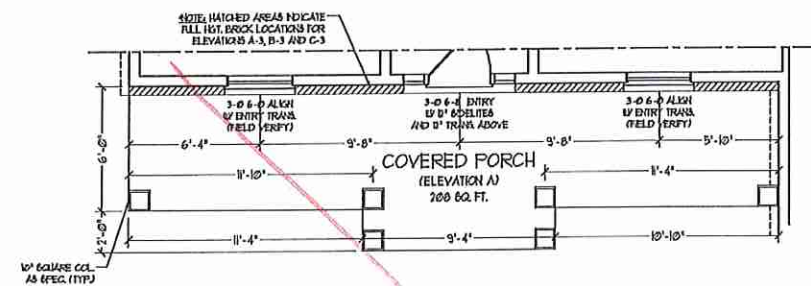 NOTE: HATCHED AREAS INDICATE
FULL HGT. BRICK LOCATIONS FOR
ELEVATIONS A-3, B-3 AND C-3
3-0 6-0 ALIGN
W/ ENTRY TRANS.
(FIELD VERIFY)
3-0 6-8 ENTRY
W/ 12" SIDELITES
AND 12" TRANS. ABOVE
3-0 6-0 ALIGN
W/ ENTRY TRANS.
(FIELD VERIFY)
6'-4"
9'-8"
9'-8"
5'-10"
6'-0"
COVERED PORCH
(ELEVATION A)
200 SQ. FT.
11'-10"
11'-4"
2'-0"
11'-4"
9'-4"
10'-10"
10" SQUARE COL.
AS SPEC. (TYP.)